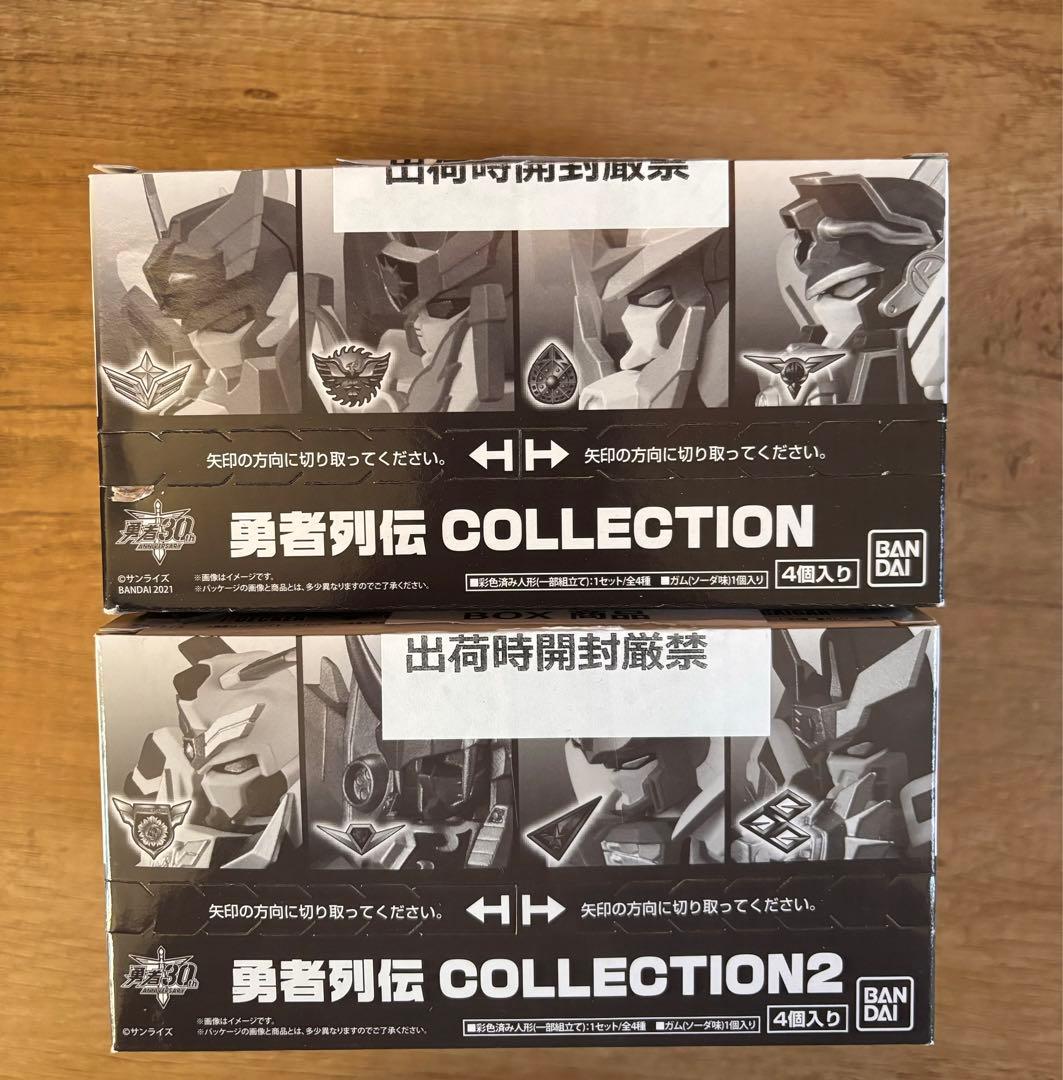 出荷時開封厳禁
矢印の方向に切り取ってください。
矢印の方向に切り取ってください。
勇者30th
ANNIVERSARY
勇者列伝 COLLECTION
BAN
DAI
©サンライズ
BANDAI 2021
※画像はイメージです。
※パッケージの画像と商品とは、多少異なりますのでご了承ください。
■彩色済み人形(一部組立て):1セット/全4種 ■ガム(ソーダ味)1個入り
4個入り
BOX 商品
出荷時開封厳禁
矢印の方向に切り取ってください。
矢印の方向に切り取ってください。
勇者30th
ANNIVERSARY
勇者列伝 COLLECTION2
BAN
DAI
©サンライズ
※画像はイメージです。
※パッケージの画像と商品とは、多少異なりますのでご了承ください。
■彩色済み人形(一部組立て):1セット/全4種 ■ガム(ソーダ味)1個入り
4個入り